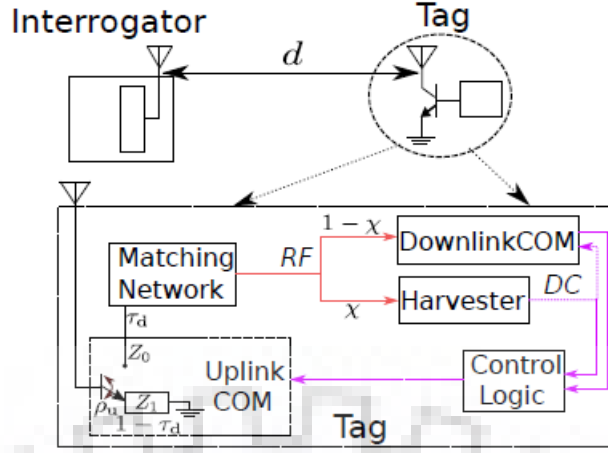 Interrogator
Tag
d
1 − χ
DownlinkCOM
RF
Matching
Network
DC
Harvester
χ
τd
Z0
Uplink
COM
Control
Logic
ρu
Z1
1 − τd
Tag